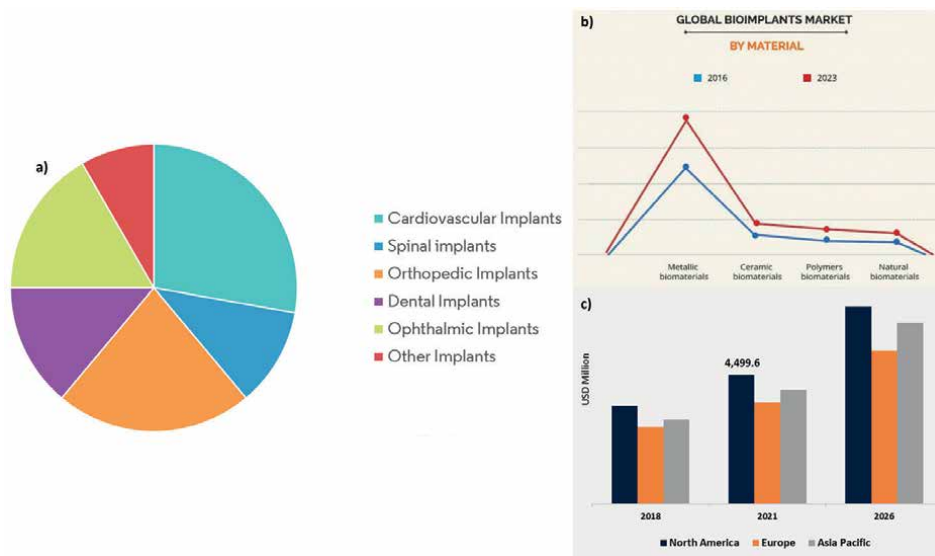 a)
Cardiovascular Implants
Spinal implants
Orthopedic Implants
Dental Implants
Ophthalmic Implants
Other Implants
b)
GLOBAL BIOIMPLANTS MARKET
BY MATERIAL
2016 2023
Metallic biomaterials
Ceramic biomaterials
Polymers biomaterials
Natural biomaterials
c)
USD Million
4,499.6
2018 2021 2026
North America Europe Asia Pacific